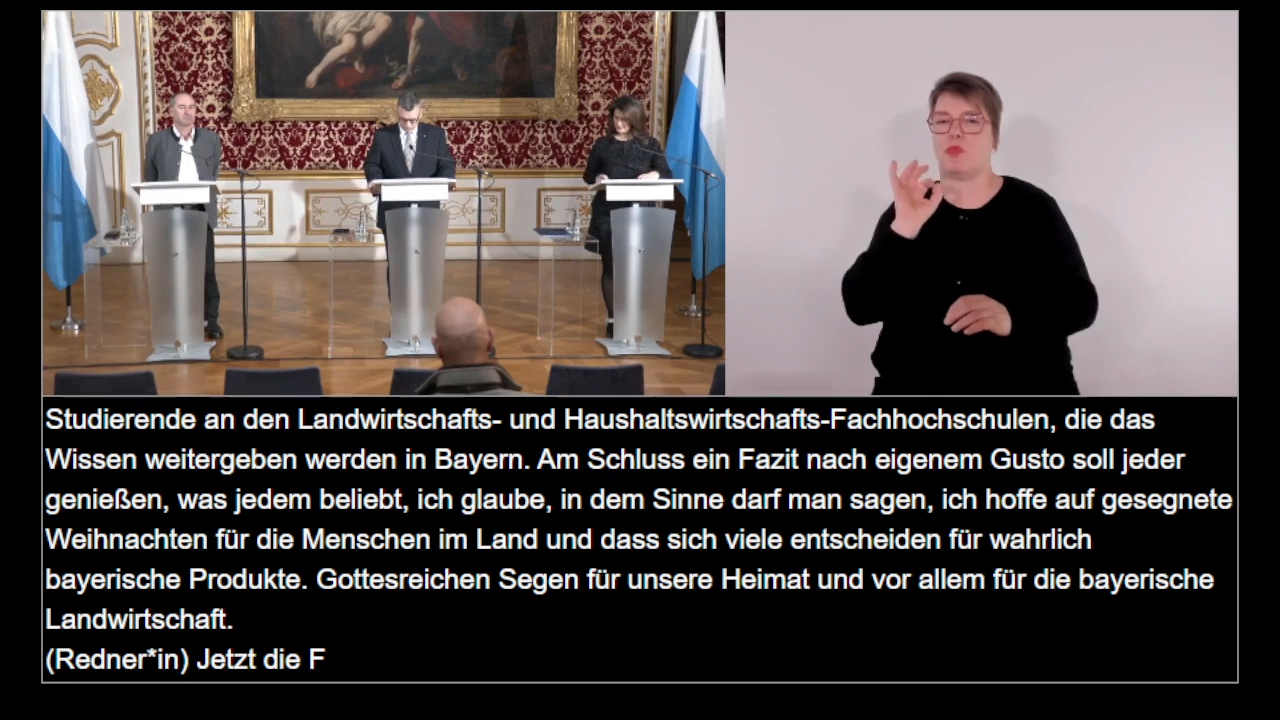 Studierende an den Landwirtschafts- und Haushaltswirtschafts-Fachhochschulen, die das
Wissen weitergeben werden in Bayern. Am Schluss ein Fazit nach eigenem Gusto soll jeder
genießen, was jedem beliebt, ich glaube, in dem Sinne darf man sagen, ich hoffe auf gesegnete
Weihnachten für die Menschen im Land und dass sich viele entscheiden für wahrlich
bayerische Produkte. Gottesreichen Segen für unsere Heimat und vor allem für die bayerische
Landwirtschaft.
(Redner*in) Jetzt die F